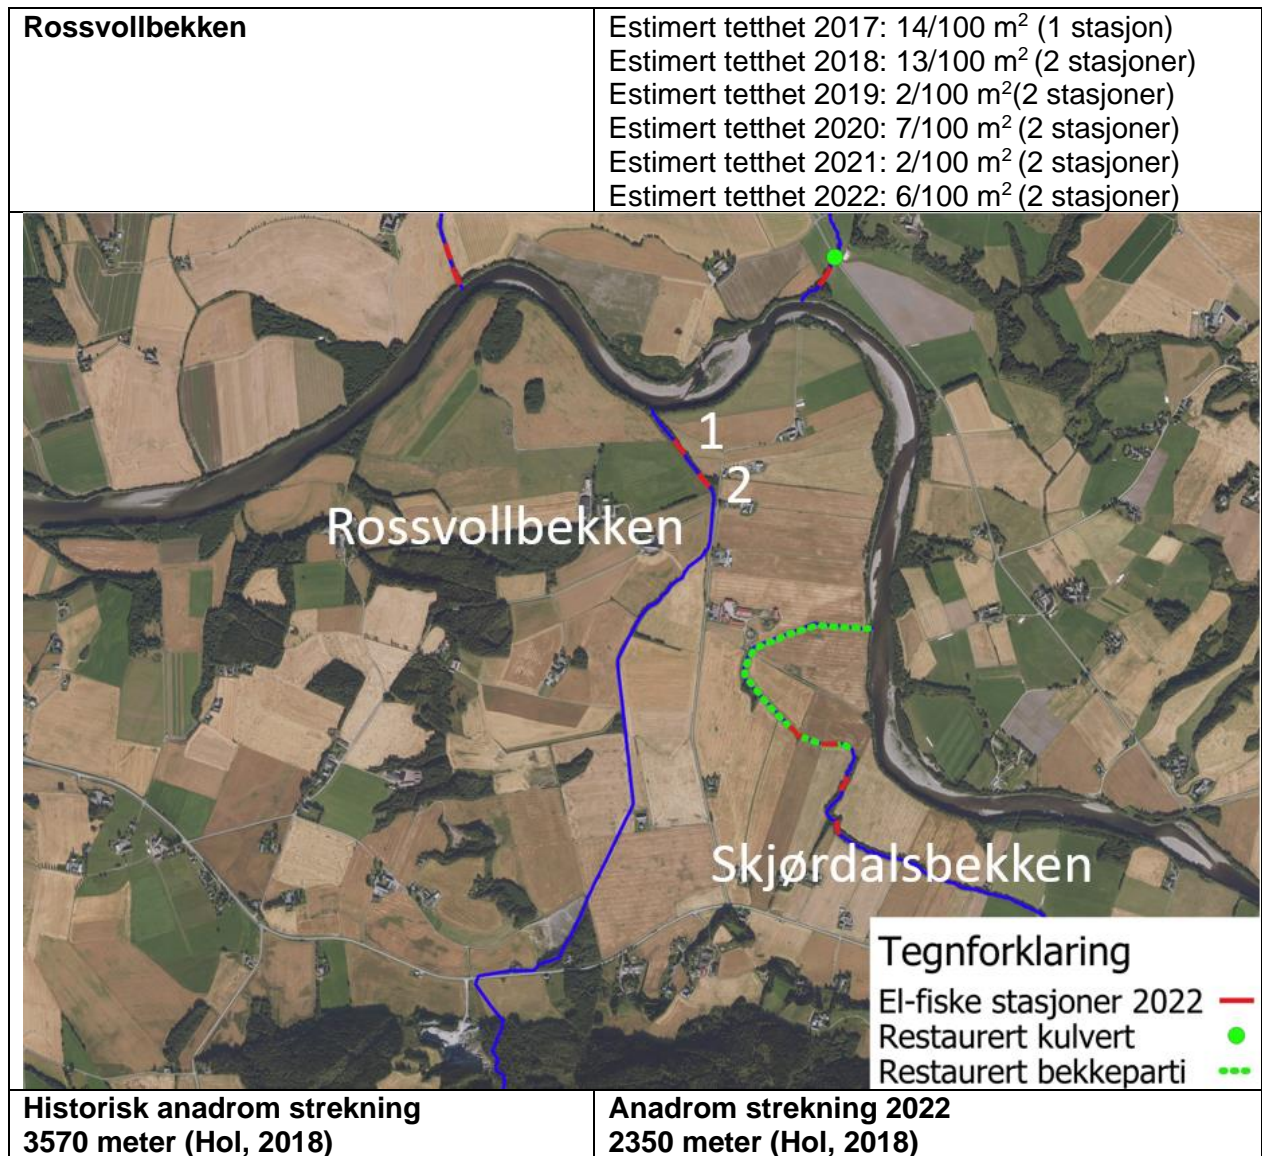 Rossvollbekken
Estimert tetthet 2017: 14/100 m² (1 stasjon)
Estimert tetthet 2018: 13/100 m² (2 stasjoner)
Estimert tetthet 2019: 2/100 m²(2 stasjoner)
Estimert tetthet 2020: 7/100 m² (2 stasjoner)
Estimert tetthet 2021: 2/100 m² (2 stasjoner)
Estimert tetthet 2022: 6/100 m² (2 stasjoner)
1
2
Rossvollbekken
Skjørdalsbekken
Tegnforklaring
El-fiske stasjoner 2022
Restaurert kulvert
Restaurert bekkeparti
Historisk anadrom strekning
3570 meter (Hol, 2018)
Anadrom strekning 2022
2350 meter (Hol, 2018)